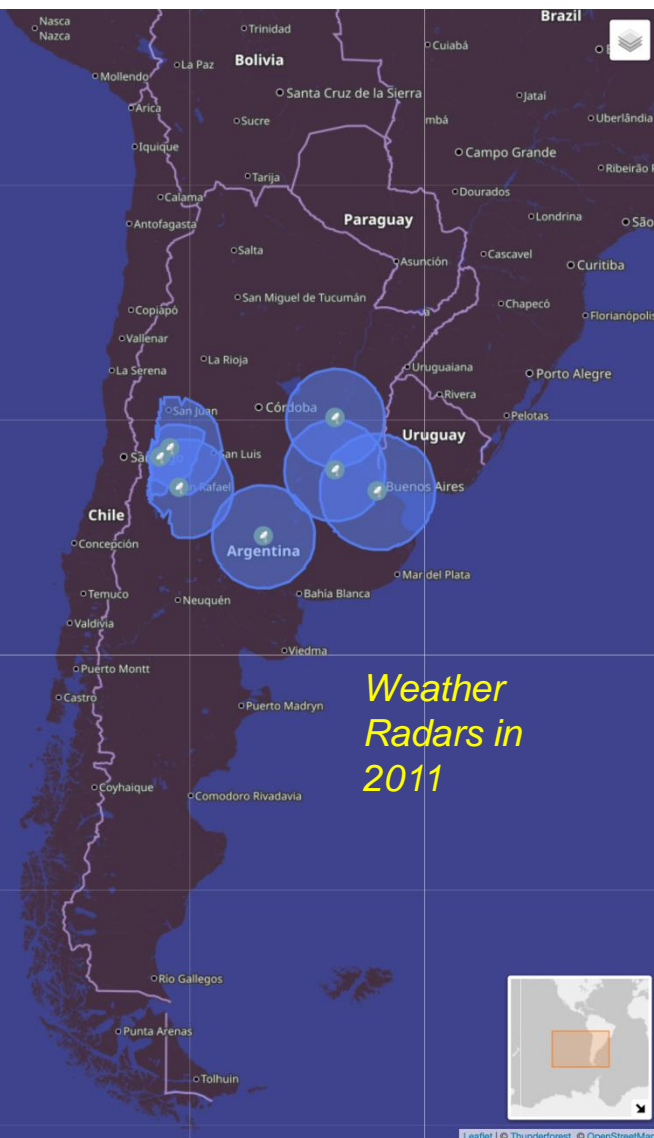 Nasca
Nazca
Trinidad
Brazil
Cuiabá
La Paz
Bolivia
Mollendo
Santa Cruz de la Sierra
Jataí
Arica
Sucre
mbá
Uberlândia
Iquique
Campo Grande
Tarija
Ribeirão
Calama
Dourados
Antofagasta
Paraguay
Londrina
São
Salta
Asunción
Cascavel
Curitiba
San Miguel de Tucumán
Copiapó
Chapecó
Florianópolis
Vallenar
La Serena
La Rioja
Uruguaiana
Porto Alegre
Rivera
San Juan
Córdoba
Pelotas
Uruguay
San Luis
Rafael
Buenos Aires
Chile
Concepción
Argentina
Mar del Plata
Temuco
Neuquén
Bahía Blanca
Valdivia
Viedma
Puerto Montt
Castro
Puerto Madryn
Weather
Radars in
2011
Coyhaique
Comodoro Rivadavia
Río Gallegos
Punta Arenas
Tolhuin
Leaflet | © Thunderforest, © OpenStreetMap